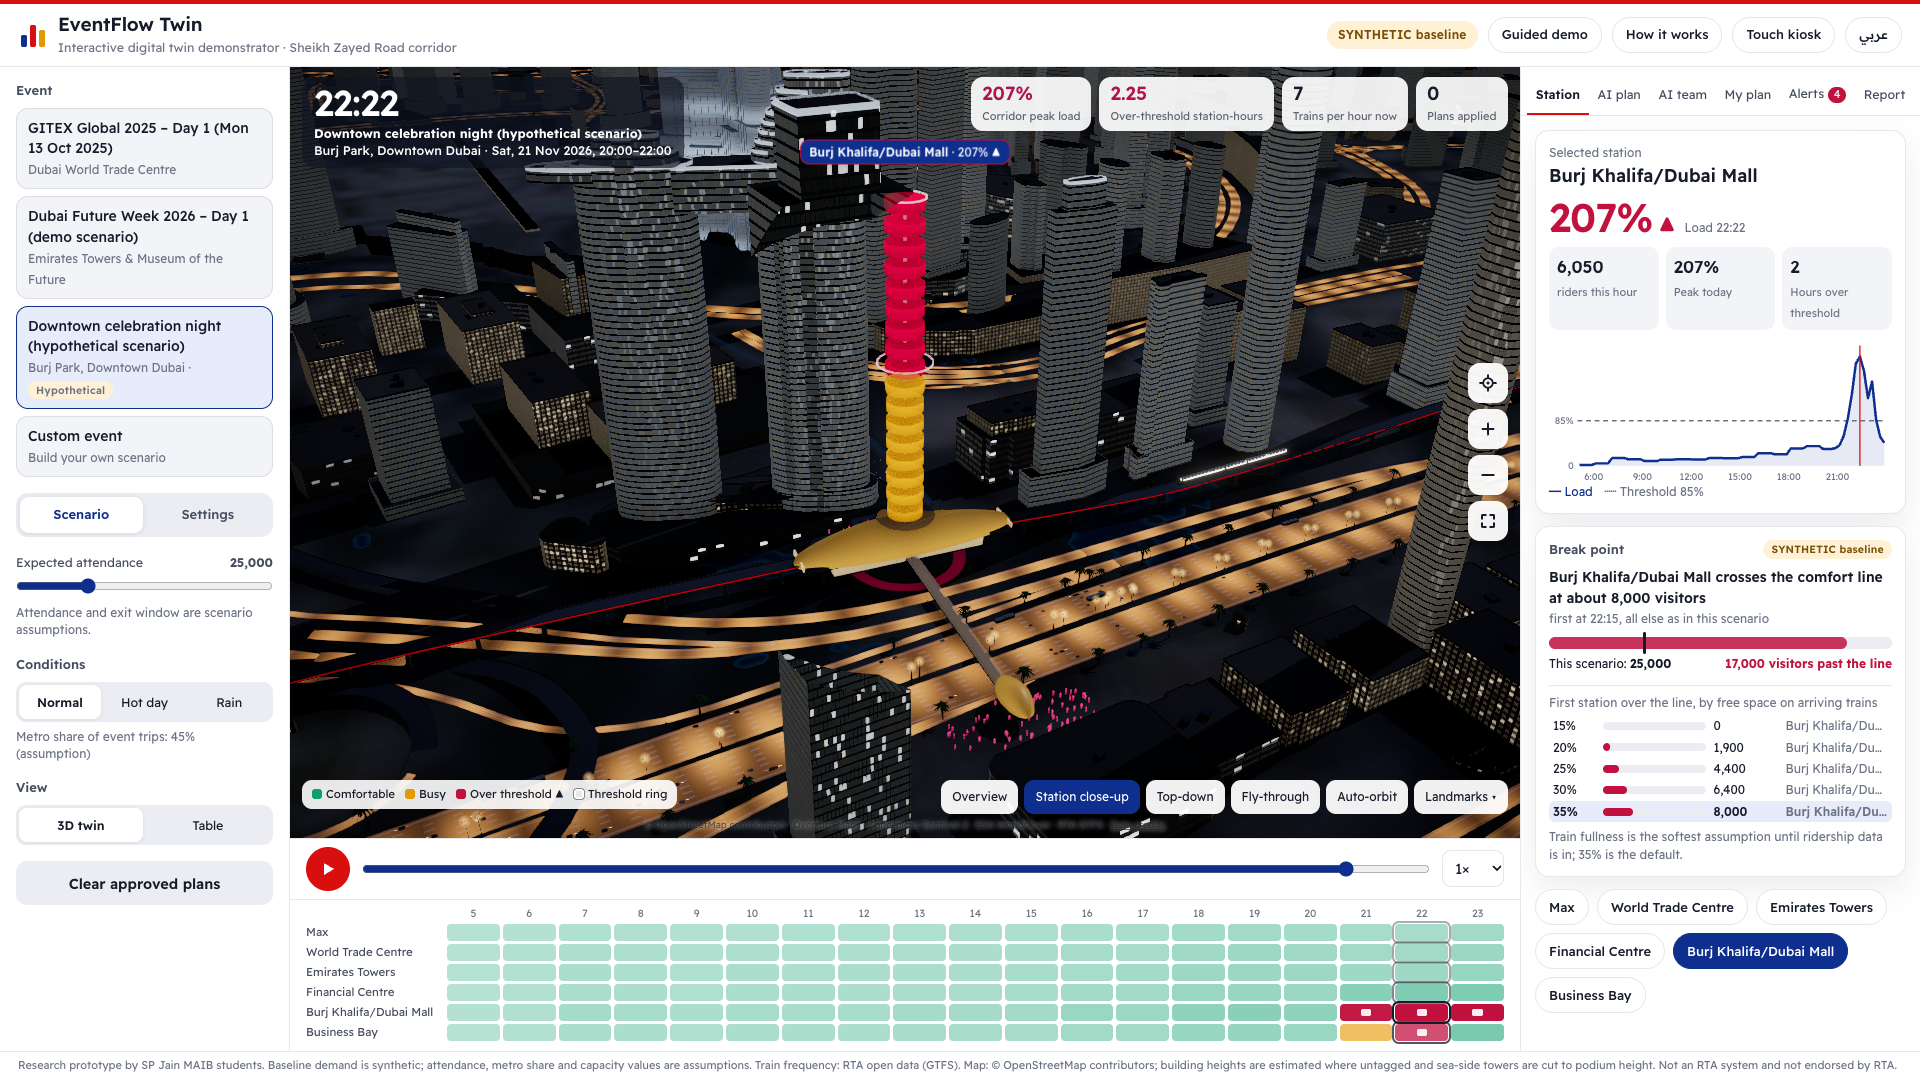 EventFlow Twin
Interactive digital twin demonstrator · Sheikh Zayed Road corridor
SYNTHETIC baseline
Guided demo
How it works
Touch kiosk
عربي
Event
GITEX Global 2025 – Day 1 (Mon
13 Oct 2025)
Dubai World Trade Centre
Dubai Future Week 2026 – Day 1
(demo scenario)
Emirates Towers & Museum of the
Future
Downtown celebration night
(hypothetical scenario)
Burj Park, Downtown Dubai ·
Hypothetical
Custom event
Build your own scenario
Scenario
Settings
Expected attendance 25,000
Attendance and exit window are scenario
assumptions.
Conditions
Normal
Hot day
Rain
Metro share of event trips: 45%
(assumption)
View
3D twin
Table
Clear approved plans
22:22
Downtown celebration night (hypothetical scenario)
Burj Park, Downtown Dubai · Sat, 21 Nov 2026, 20:00–22:00
207%
Corridor peak load
2.25
Over-threshold station-hours
7
Trains per hour now
0
Plans applied
Burj Khalifa/Dubai Mall · 207% ▲
Comfortable
Busy
Over threshold ▲
Threshold ring
Overview
Station close-up
Top-down
Fly-through
Auto-orbit
Landmarks
1×
5 6 7 8 9 10 11 12 13 14 15 16 17 18 19 20 21 22 23
Max
World Trade Centre
Emirates Towers
Financial Centre
Burj Khalifa/Dubai Mall
Business Bay
Station
AI plan
AI team
My plan
Alerts 4
Report
Selected station
Burj Khalifa/Dubai Mall
207% ▲ Load 22:22
6,050
riders this hour
207%
Peak today
2
Hours over
threshold
85%
0
6:00 9:00 12:00 15:00 18:00 21:00
Load
Threshold 85%
Break point
SYNTHETIC baseline
Burj Khalifa/Dubai Mall crosses the comfort line
at about 8,000 visitors
first at 22:15, all else as in this scenario
This scenario: 25,000
17,000 visitors past the line
First station over the line, by free space on arriving trains
15% 0 Burj Khalifa/Du...
20% 1,900 Burj Khalifa/Du...
25% 4,400 Burj Khalifa/Du...
30% 6,400 Burj Khalifa/Du...
35% 8,000 Burj Khalifa/Du...
Train fullness is the softest assumption until ridership data
is in; 35% is the default.
Max
World Trade Centre
Emirates Towers
Financial Centre
Burj Khalifa/Dubai Mall
Business Bay
Research prototype by SP Jain MAIB students. Baseline demand is synthetic; attendance, metro share and capacity values are assumptions. Train frequency: RTA open data (GTFS). Map: © OpenStreetMap contributors; building heights are estimated where untagged and sea-side towers are cut to podium height. Not an RTA system and not endorsed by RTA.